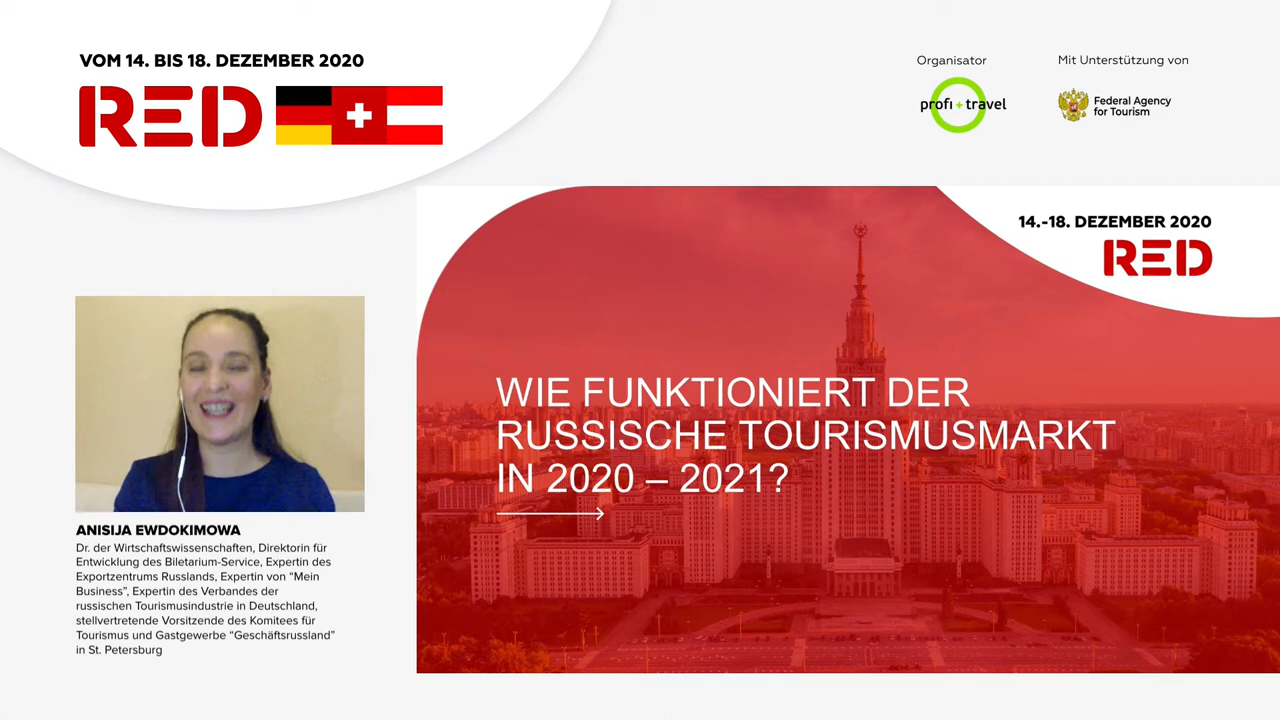 VOM 14. BIS 18. DEZEMBER 2020
RED
Organisator
profi + travel
Mit Unterstützung von
Federal Agency
for Tourism
14.-18. DEZEMBER 2020
RED
WIE FUNKTIONIERT DER
RUSSISCHE TOURISMUSMARKT
IN 2020 – 2021?
ANISIJA EWDOKIMOWA
Dr. der Wirtschaftswissenschaften, Direktorin für
Entwicklung des Biletarium-Service, Expertin des
Exportzentrums Russlands, Expertin von “Mein
Business”, Expertin des Verbandes der
russischen Tourismusindustrie in Deutschland,
stellvertretende Vorsitzende des Komitees für
Tourismus und Gastgewerbe “Geschäftsrussland”
in St. Petersburg